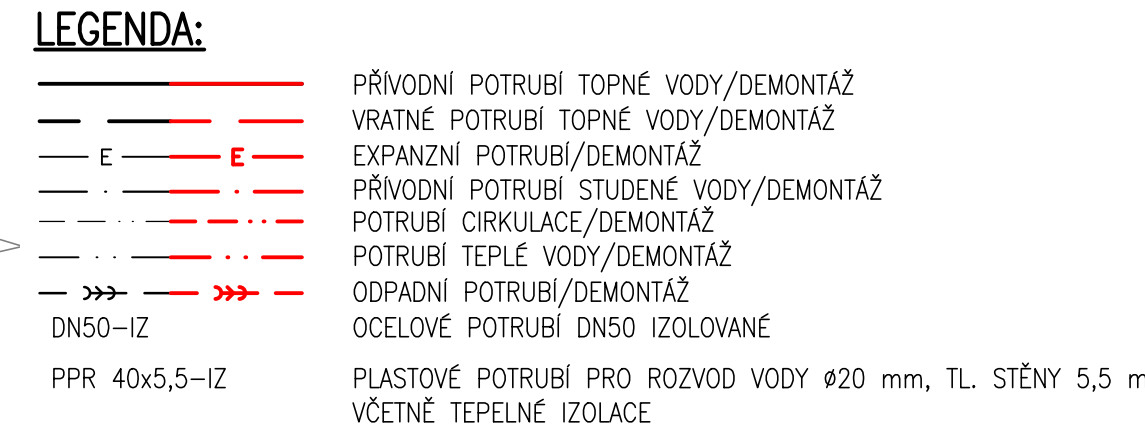 LEGENDA:
PŘÍVODNÍ POTRUBÍ TOPNÉ VODY/DEMONTÁŽ
VRATNÉ POTRUBÍ TOPNÉ VODY/DEMONTÁŽ
E E EXPANZNÍ POTRUBÍ/DEMONTÁŽ
PŘÍVODNÍ POTRUBÍ STUDENÉ VODY/DEMONTÁŽ
POTRUBÍ CIRKULACE/DEMONTÁŽ
POTRUBÍ TEPLÉ VODY/DEMONTÁŽ
ODPADNÍ POTRUBÍ/DEMONTÁŽ
DN50-IZ OCELOVÉ POTRUBÍ DN50 IZOLOVANÉ
PPR 40x5,5-IZ PLASTOVÉ POTRUBÍ PRO ROZVOD VODY ø20 mm, TL. STĚNY 5,5 m
VČETNĚ TEPELNÉ IZOLACE